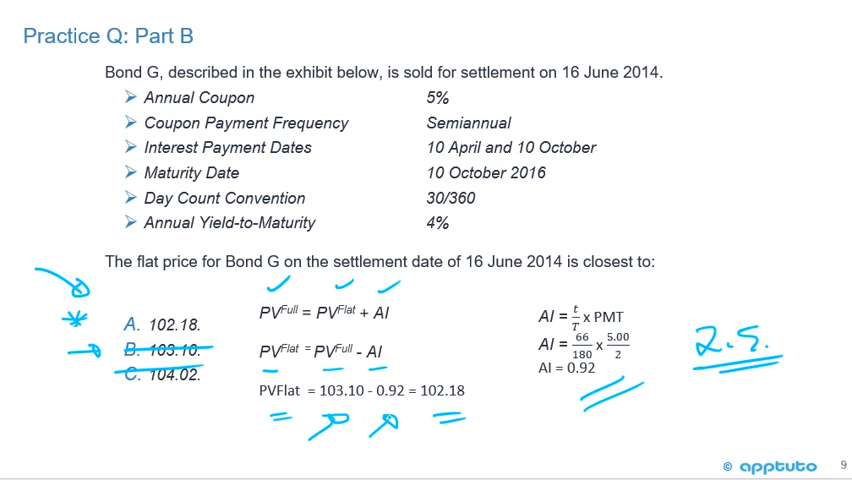 Practice Q: Part B
Bond G, described in the exhibit below, is sold for settlement on 16 June 2014.
➢ Annual Coupon 5%
➢ Coupon Payment Frequency Semiannual
➢ Interest Payment Dates 10 April and 10 October
➢ Maturity Date 10 October 2016
➢ Day Count Convention 30/360
➢ Annual Yield-to-Maturity 4%
The flat price for Bond G on the settlement date of 16 June 2014 is closest to:
A. 102.18.
B. 103.10.
C. 104.02.
PV^Full = PV^Flat + AI
PV^Flat = PV^Full - AI
PVFlat = 103.10 - 0.92 = 102.18
AI = t/T x PMT
AI = 66/180 x 5.00/2
AI = 0.92
2.5.
© apptuto 9